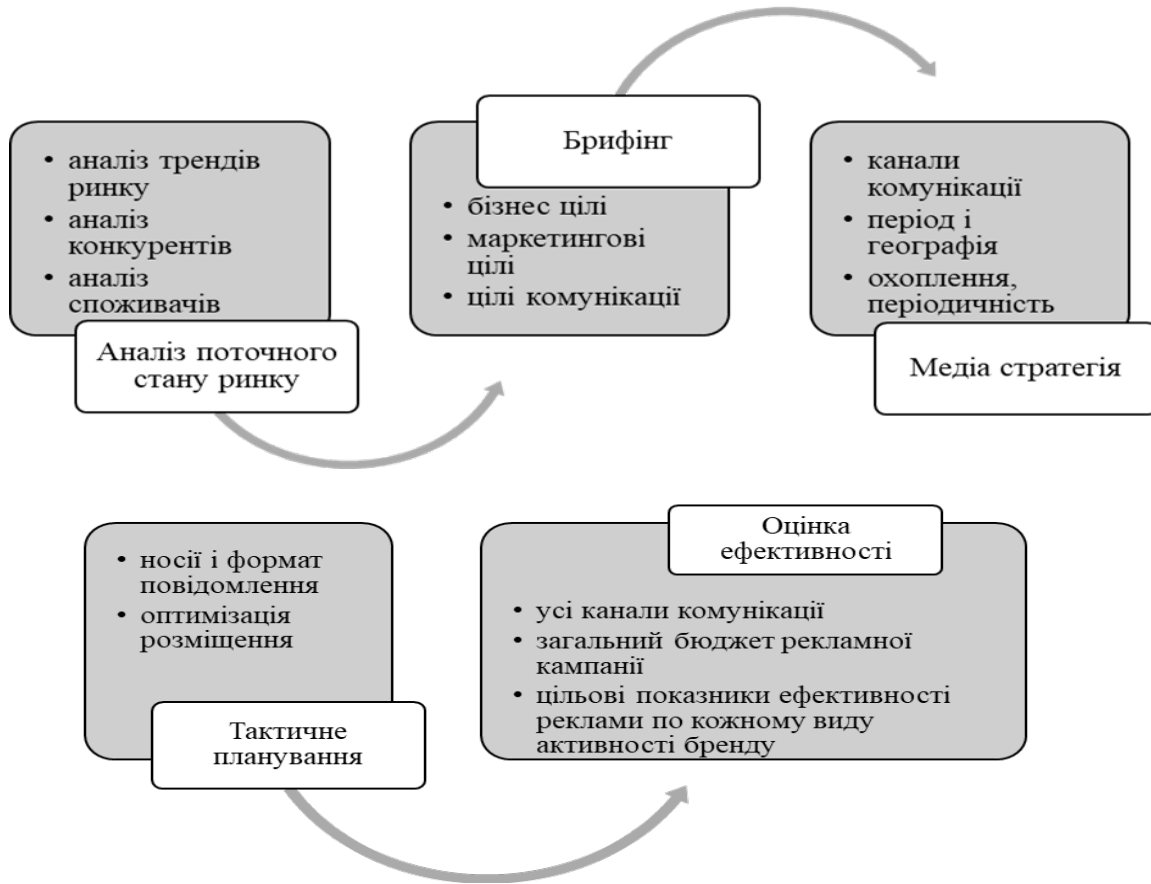 • аналіз трендів
ринку
• аналіз
конкурентів
• аналіз
споживачів
Аналіз поточного
стану ринку
Брифінг
• бізнес цілі
• маркетингові
цілі
• цілі комунікації
• канали
комунікації
• період і
географія
• охоплення,
періодичність
Медіа стратегія
• носії і формат
повідомлення
• оптимізація
розміщення
Тактичне
планування
Оцінка
ефективності
• усі канали комунікації
• загальний бюджет рекламної
кампанії
• цільові показники ефективності
реклами по кожному виду
активності бренду